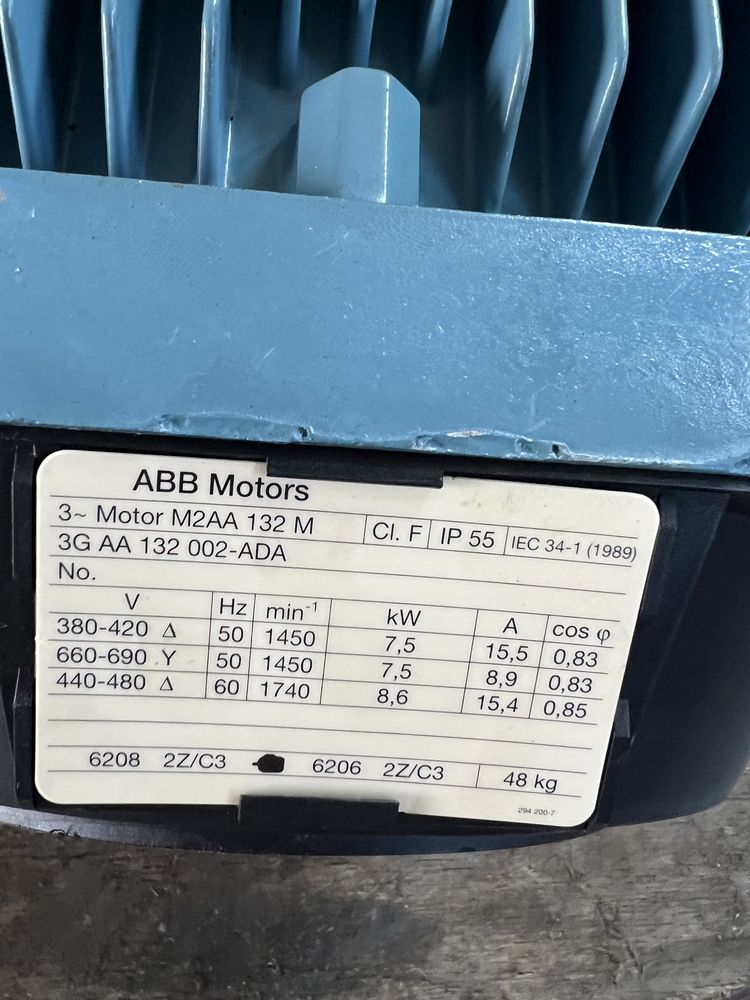 ABB Motors
3~ Motor M2AA 132 M Cl. F IP 55 IEC 34-1 (1989)
3G AA 132 002-ADA
No.
V Hz min⁻¹ kW A cos φ
380-420 Δ 50 1450 7,5 15,5 0,83
660-690 Y 50 1450 7,5 8,9 0,83
440-480 Δ 60 1740 8,6 15,4 0,85
6208 2Z/C3 6206 2Z/C3 48 kg
294 200-7